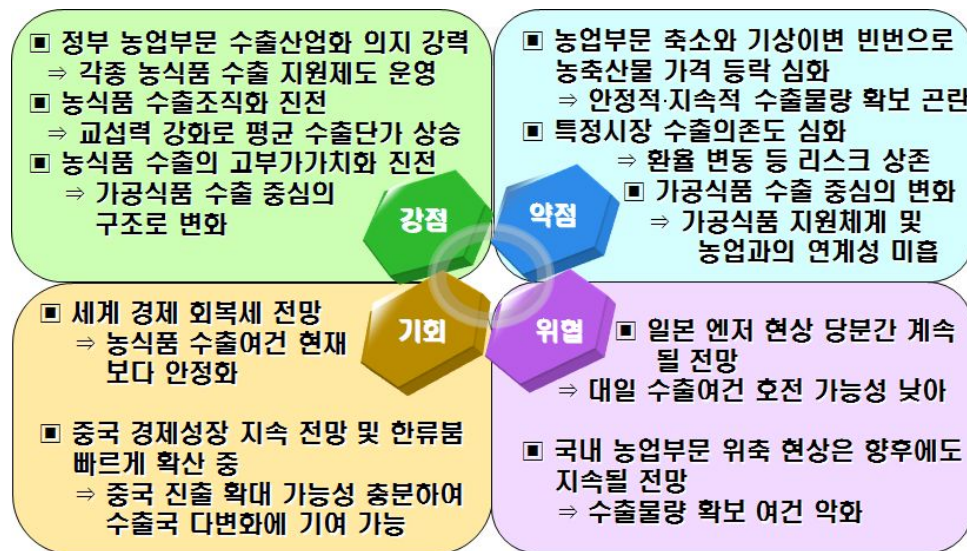 ▣ 정부 농업부문 수출산업화 의지 강력
⇒ 각종 농식품 수출 지원제도 운영
▣ 농식품 수출조직화 진전
⇒ 교섭력 강화로 평균 수출단가 상승
▣ 농식품 수출의 고부가가치화 진전
⇒ 가공식품 수출 중심의
구조로 변화
강점
▣ 농업부문 축소와 기상이변 빈번으로
농축산물 가격 등락 심화
⇒ 안정적·지속적 수출물량 확보 곤란
▣ 특정시장 수출의존도 심화
⇒ 환율 변동 등 리스크 상존
▣ 가공식품 수출 중심의 변화
⇒ 가공식품 지원체계 및
농업과의 연계성 미흡
약점
▣ 세계 경제 회복세 전망
⇒ 농식품 수출여건 현재
보다 안정화
▣ 중국 경제성장 지속 전망 및 한류붐
빠르게 확산 중
⇒ 중국 진출 확대 가능성 충분하여
수출국 다변화에 기여 가능
기회
위협
▣ 일본 엔저 현상 당분간 계속
될 전망
⇒ 대일 수출여건 호전 가능성 낮아
▣ 국내 농업부문 위축 현상은 향후에도
지속될 전망
⇒ 수출물량 확보 여건 악화